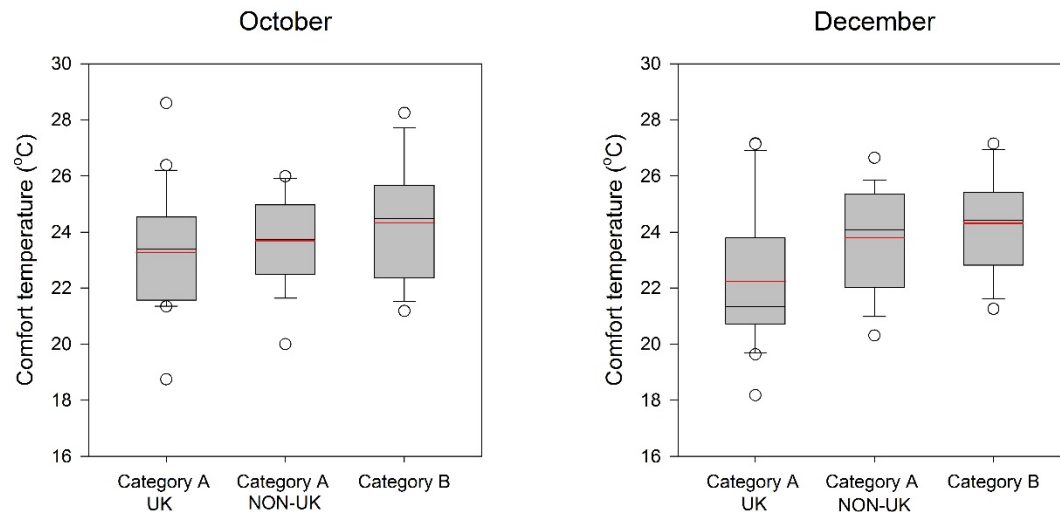 October
Comfort temperature (°C)
30
28
26
24
22
20
18
16
Category A
UK
Category A
NON-UK
Category B
December
Comfort temperature (°C)
30
28
26
24
22
20
18
16
Category A
UK
Category A
NON-UK
Category B